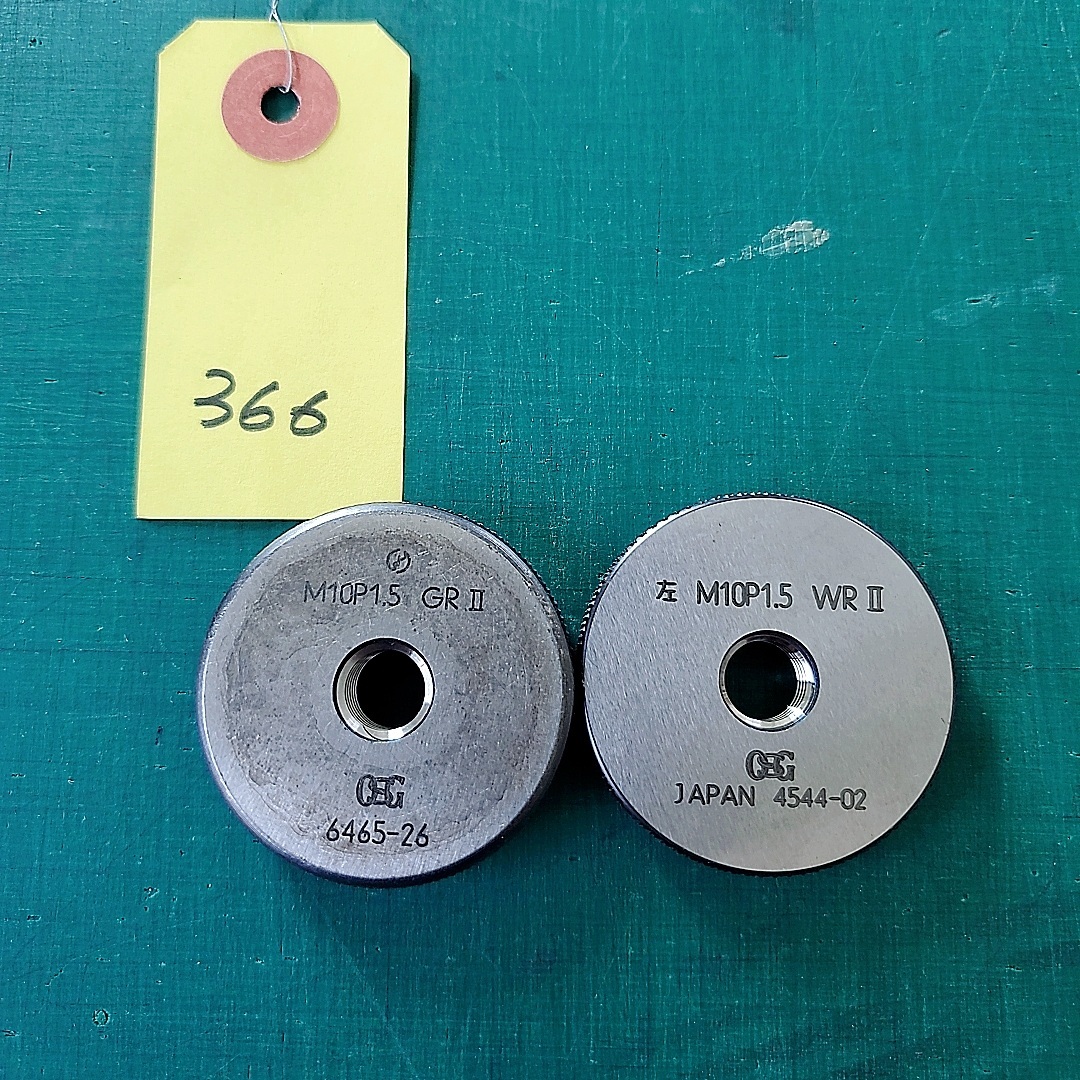 366
M10P1.5 GR II
OSG
6465-26
左 M10P1.5 WR II
OSG
JAPAN 4544-02